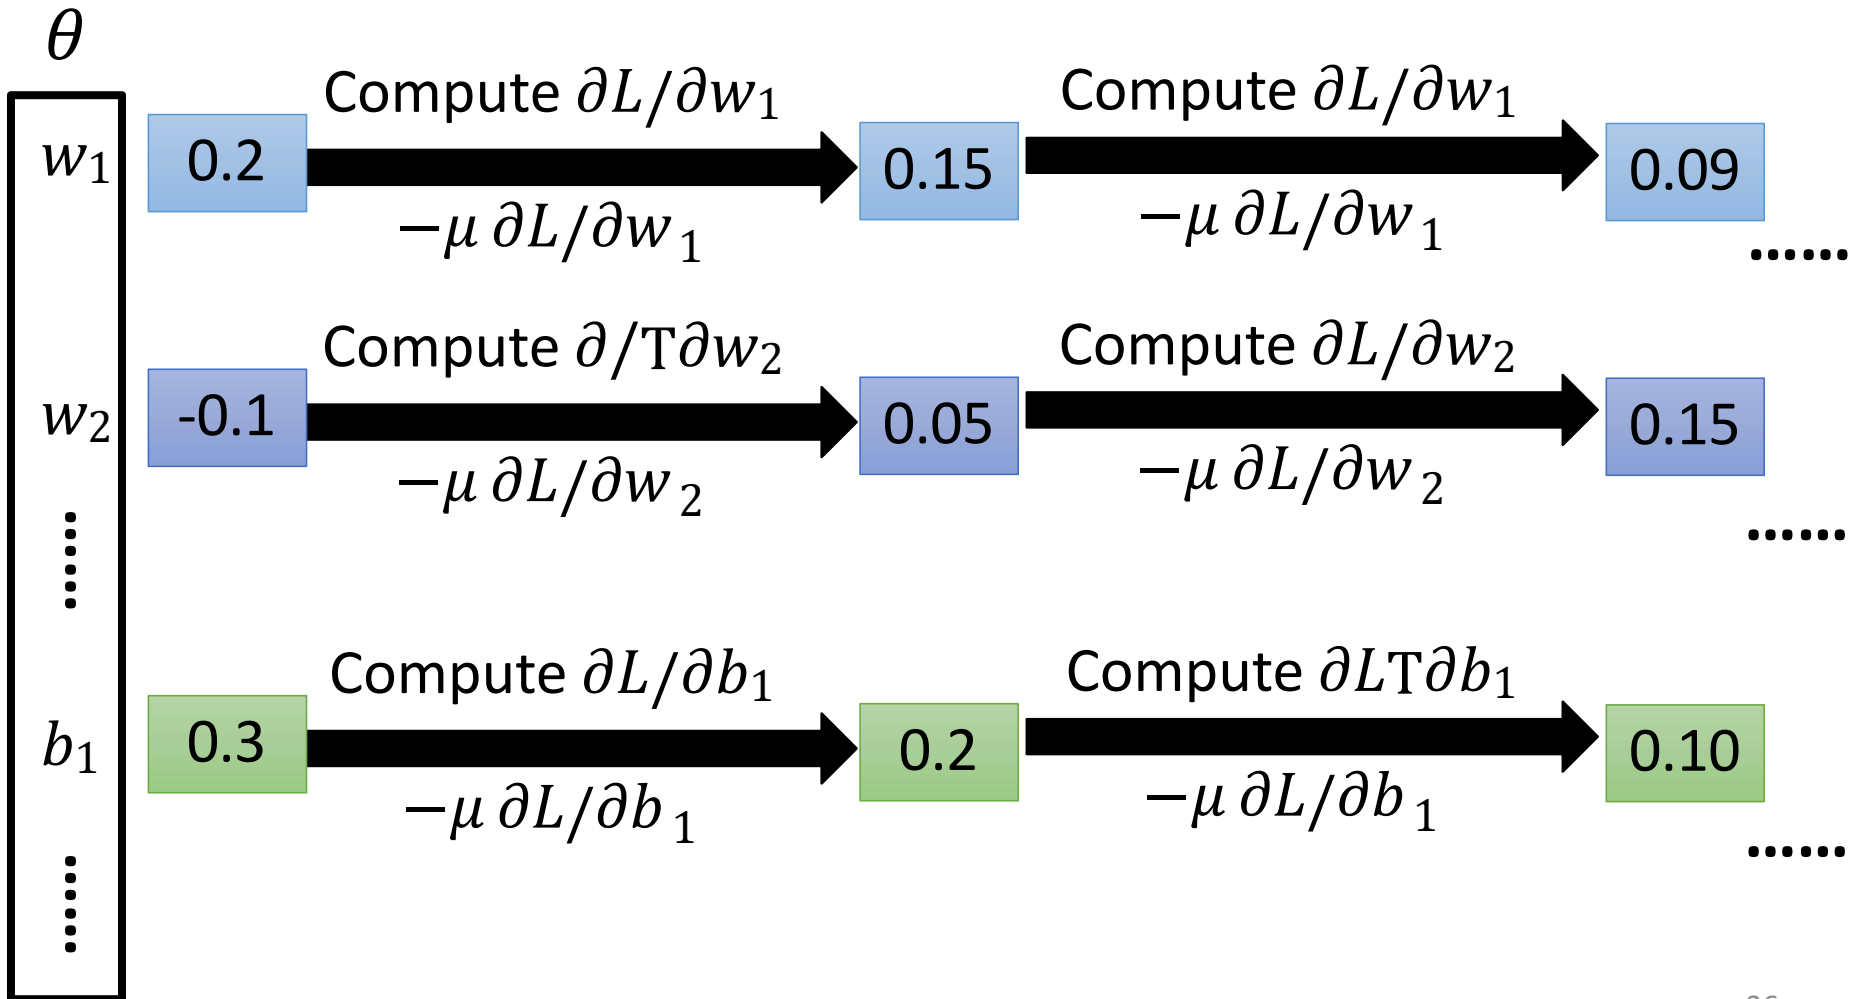 θ
Compute ∂L/∂w₁ Compute ∂L/∂w₁
w₁ 0.2 0.15 0.09
−μ ∂L/∂w₁ −μ ∂L/∂w₁
......
Compute ∂/T∂w₂ Compute ∂L/∂w₂
w₂ -0.1 0.05 0.15
−μ ∂L/∂w₂ −μ ∂L/∂w₂
......
......
Compute ∂L/∂b₁ Compute ∂LT∂b₁
b₁ 0.3 0.2 0.10
−μ ∂L/∂b₁ −μ ∂L/∂b₁
......
......